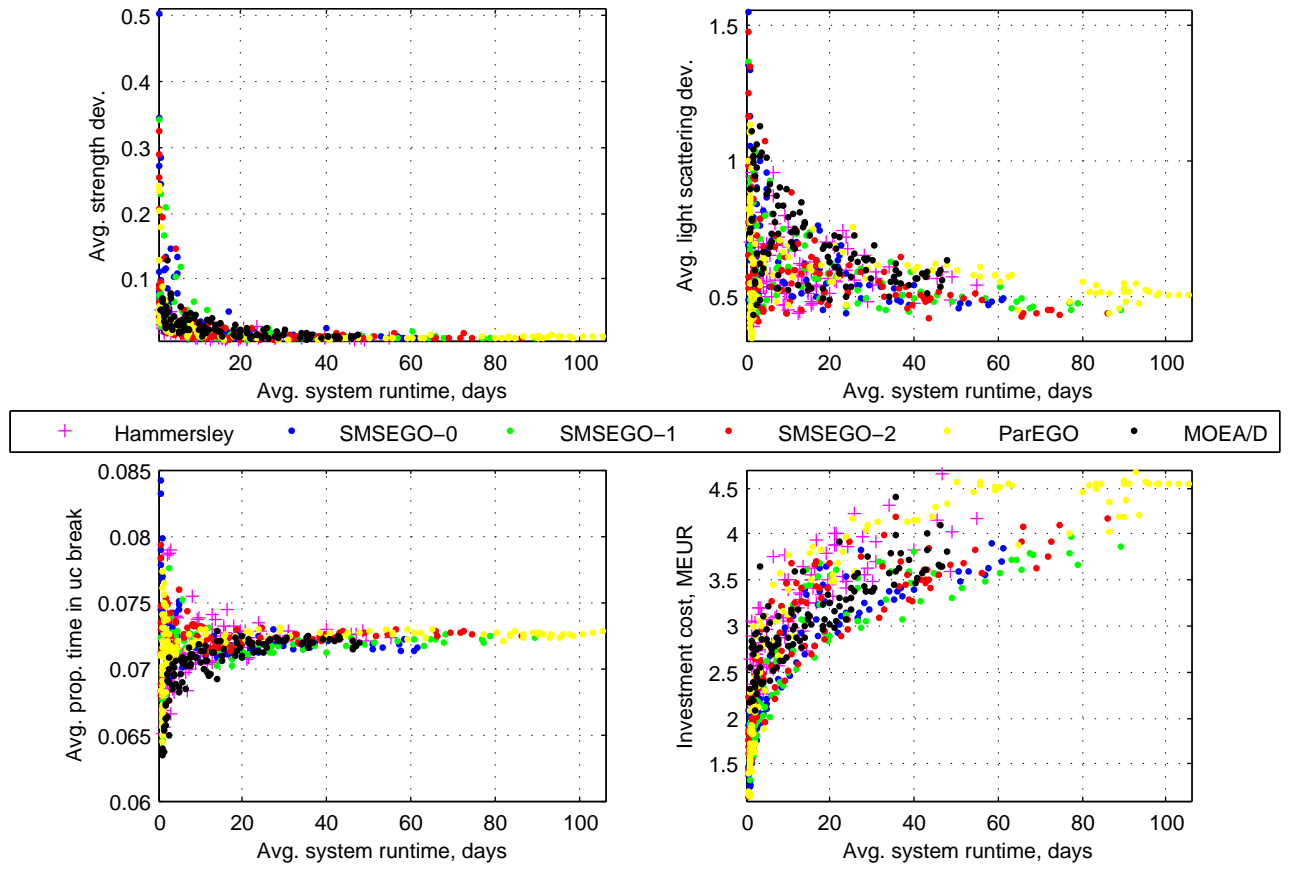 0.5
0.4
0.3
0.2
0.1
Avg. strength dev.
20 40 60 80 100
Avg. system runtime, days
1.5
1
0.5
Avg. light scattering dev.
0 20 40 60 80 100
Avg. system runtime, days
Hammersley SMSEGO−0 SMSEGO−1 SMSEGO−2 ParEGO MOEA/D
0.085
0.08
0.075
0.07
0.065
0.06
Avg. prop. time in uc break
0 20 40 60 80 100
Avg. system runtime, days
4.5
4
3.5
3
2.5
2
1.5
Investment cost, MEUR
0 20 40 60 80 100
Avg. system runtime, days